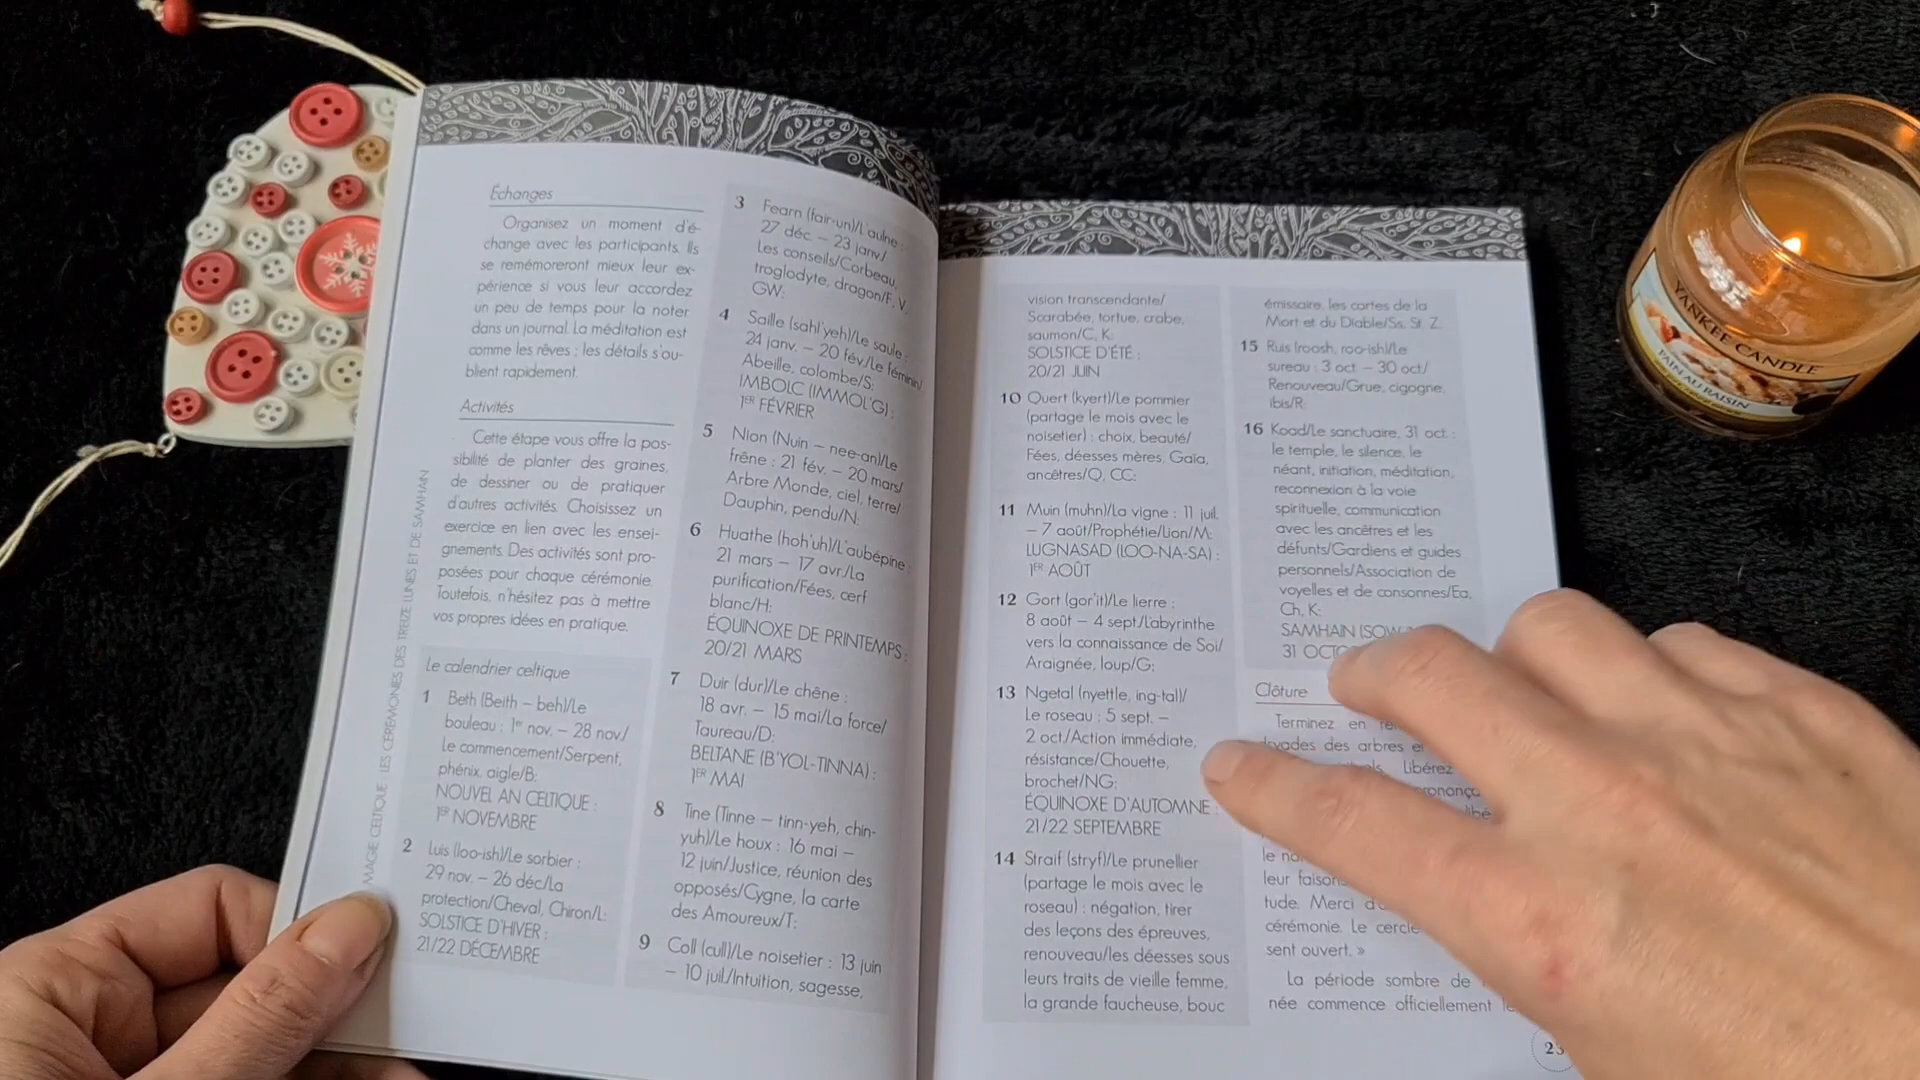 Échanges
Organisez un moment d'é-
change avec les participants. Ils
se remémoreront mieux leur ex-
périence si vous leur accordez
un peu de temps pour la noter
dans un journal. La méditation est
comme les rêves ; les détails s'ou-
blient rapidement.
Activités
Cette étape vous offre la pos-
sibilité de planter des graines,
de dessiner ou de pratiquer
d'autres activités. Choisissez un
exercice en lien avec les ensei-
gnements. Des activités sont pro-
posées pour chaque cérémonie.
Toutefois, n'hésitez pas à mettre
vos propres idées en pratique.
Le calendrier celtique
1 Beth (Beith – beh)/Le
bouleau : 1er nov. – 28 nov/
Le commencement/Serpent,
phénix, aigle/B;
NOUVEL AN CELTIQUE :
1ER NOVEMBRE
2 Luis (loo-ish)/Le sorbier :
29 nov. – 26 déc/La
protection/Cheval, Chiron/L;
SOLSTICE D'HIVER :
21/22 DÉCEMBRE
MAGIE CELTIQUE : LES CÉRÉMONIES DES TREIZE LUNES ET DE SAMHAIN
3 Fearn (fair-un)/L'aulne :
27 déc. – 23 janv/
Les conseils/Corbeau,
troglodyte, dragon/F, V,
GW;
4 Saille (sahl'yeh)/Le saule :
24 janv. – 20 fév/Le féminin/
Abeille, colombe/S;
IMBOLC (IMMOL'G) :
1ER FÉVRIER
5 Nion (Nuin – nee-an)/Le
frêne : 21 fév. – 20 mars/
Arbre Monde, ciel, terre/
Dauphin, pendu/N;
6 Huathe (hoh'uh)/L'aubépine :
21 mars – 17 avr./La
purification/Fées, cerf
blanc/H;
ÉQUINOXE DE PRINTEMPS :
20/21 MARS
7 Duir (dur)/Le chêne :
18 avr. – 15 mai/La force/
Taureau/D;
BELTANE (B'YOL-TINNA) :
1ER MAI
8 Tine (Tinne – tinn-yeh, chin-
yuh)/Le houx : 16 mai –
12 juin/Justice, réunion des
opposés/Cygne, la carte
des Amoureux/T;
9 Coll (cull)/Le noisetier : 13 juin
– 10 juil/Intuition, sagesse,
vision transcendante/
Scarabée, tortue, crabe,
saumon/C, K;
SOLSTICE D'ÉTÉ :
20/21 JUIN
10 Quert (kyert)/Le pommier
(partage le mois avec le
noisetier) : choix, beauté/
Fées, déesses mères, Gaïa,
ancêtres/Q, CC;
11 Muin (muhn)/La vigne : 11 juil.
– 7 août/Prophétie/Lion/M;
LUGNASAD (LOO-NA-SA) :
1ER AOÛT
12 Gort (gor'it)/Le lierre :
8 août – 4 sept/Labyrinthe
vers la connaissance de Soi/
Araignée, loup/G;
13 Ngetal (nyettle, ing-tal)/
Le roseau : 5 sept. –
2 oct./Action immédiate,
résistance/Chouette,
brochet/NG;
ÉQUINOXE D'AUTOMNE :
21/22 SEPTEMBRE
14 Straif (stryf)/Le prunellier
(partage le mois avec le
roseau) : négation, tirer
des leçons des épreuves,
renouveau/les déesses sous
leurs traits de vieille femme,
la grande faucheuse, bouc
émissaire, les cartes de la
Mort et du Diable/Ss, St, Z.
15 Ruis (roosh, roo-ish)/Le
sureau : 3 oct. – 30 oct/
Renouveau/Grue, cigogne,
ibis/R;
16 Koad/Le sanctuaire, 31 oct. :
le temple, le silence, le
néant, initiation, méditation,
reconnexion à la voie
spirituelle, communication
avec les ancêtres et les
défunts/Gardiens et guides
personnels/Association de
voyelles et de consonnes/Ea,
Ch, K;
SAMHAIN (SOW
31 OCTO
Clôture
Terminez en
des arbres
Libérez
le
leur
tude. Merci
cérémonie. Le cercle
sent ouvert. »
La période sombre de
née commence officiellement
YANKEE CANDLE
PAIN AU RAISIN